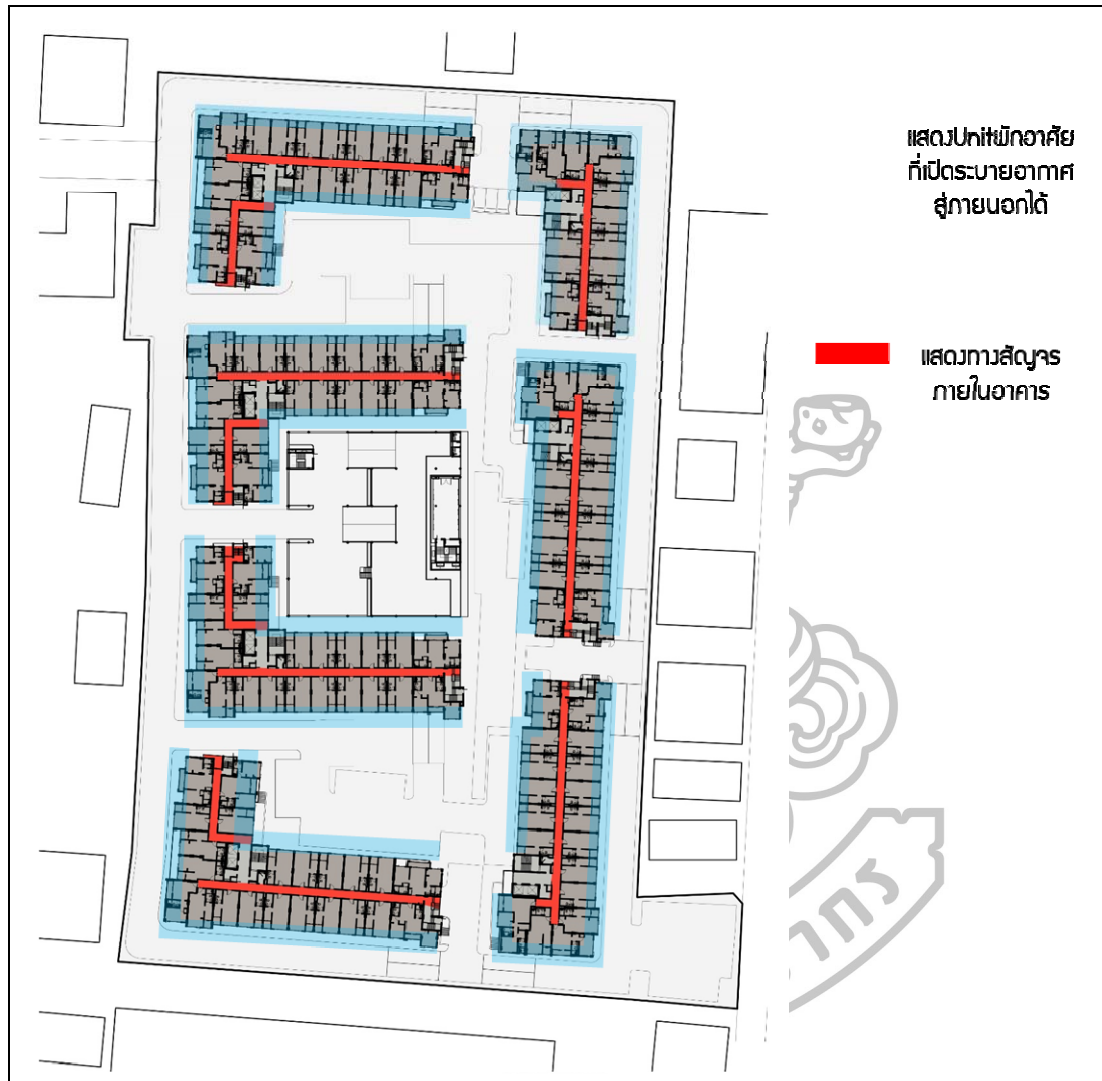 แสดงUnitพักอาศัย
ที่เปิดระบายอากาศ
สู่ภายนอกได้
แสดงทางสัญจร
ภายในอาคาร
ากร